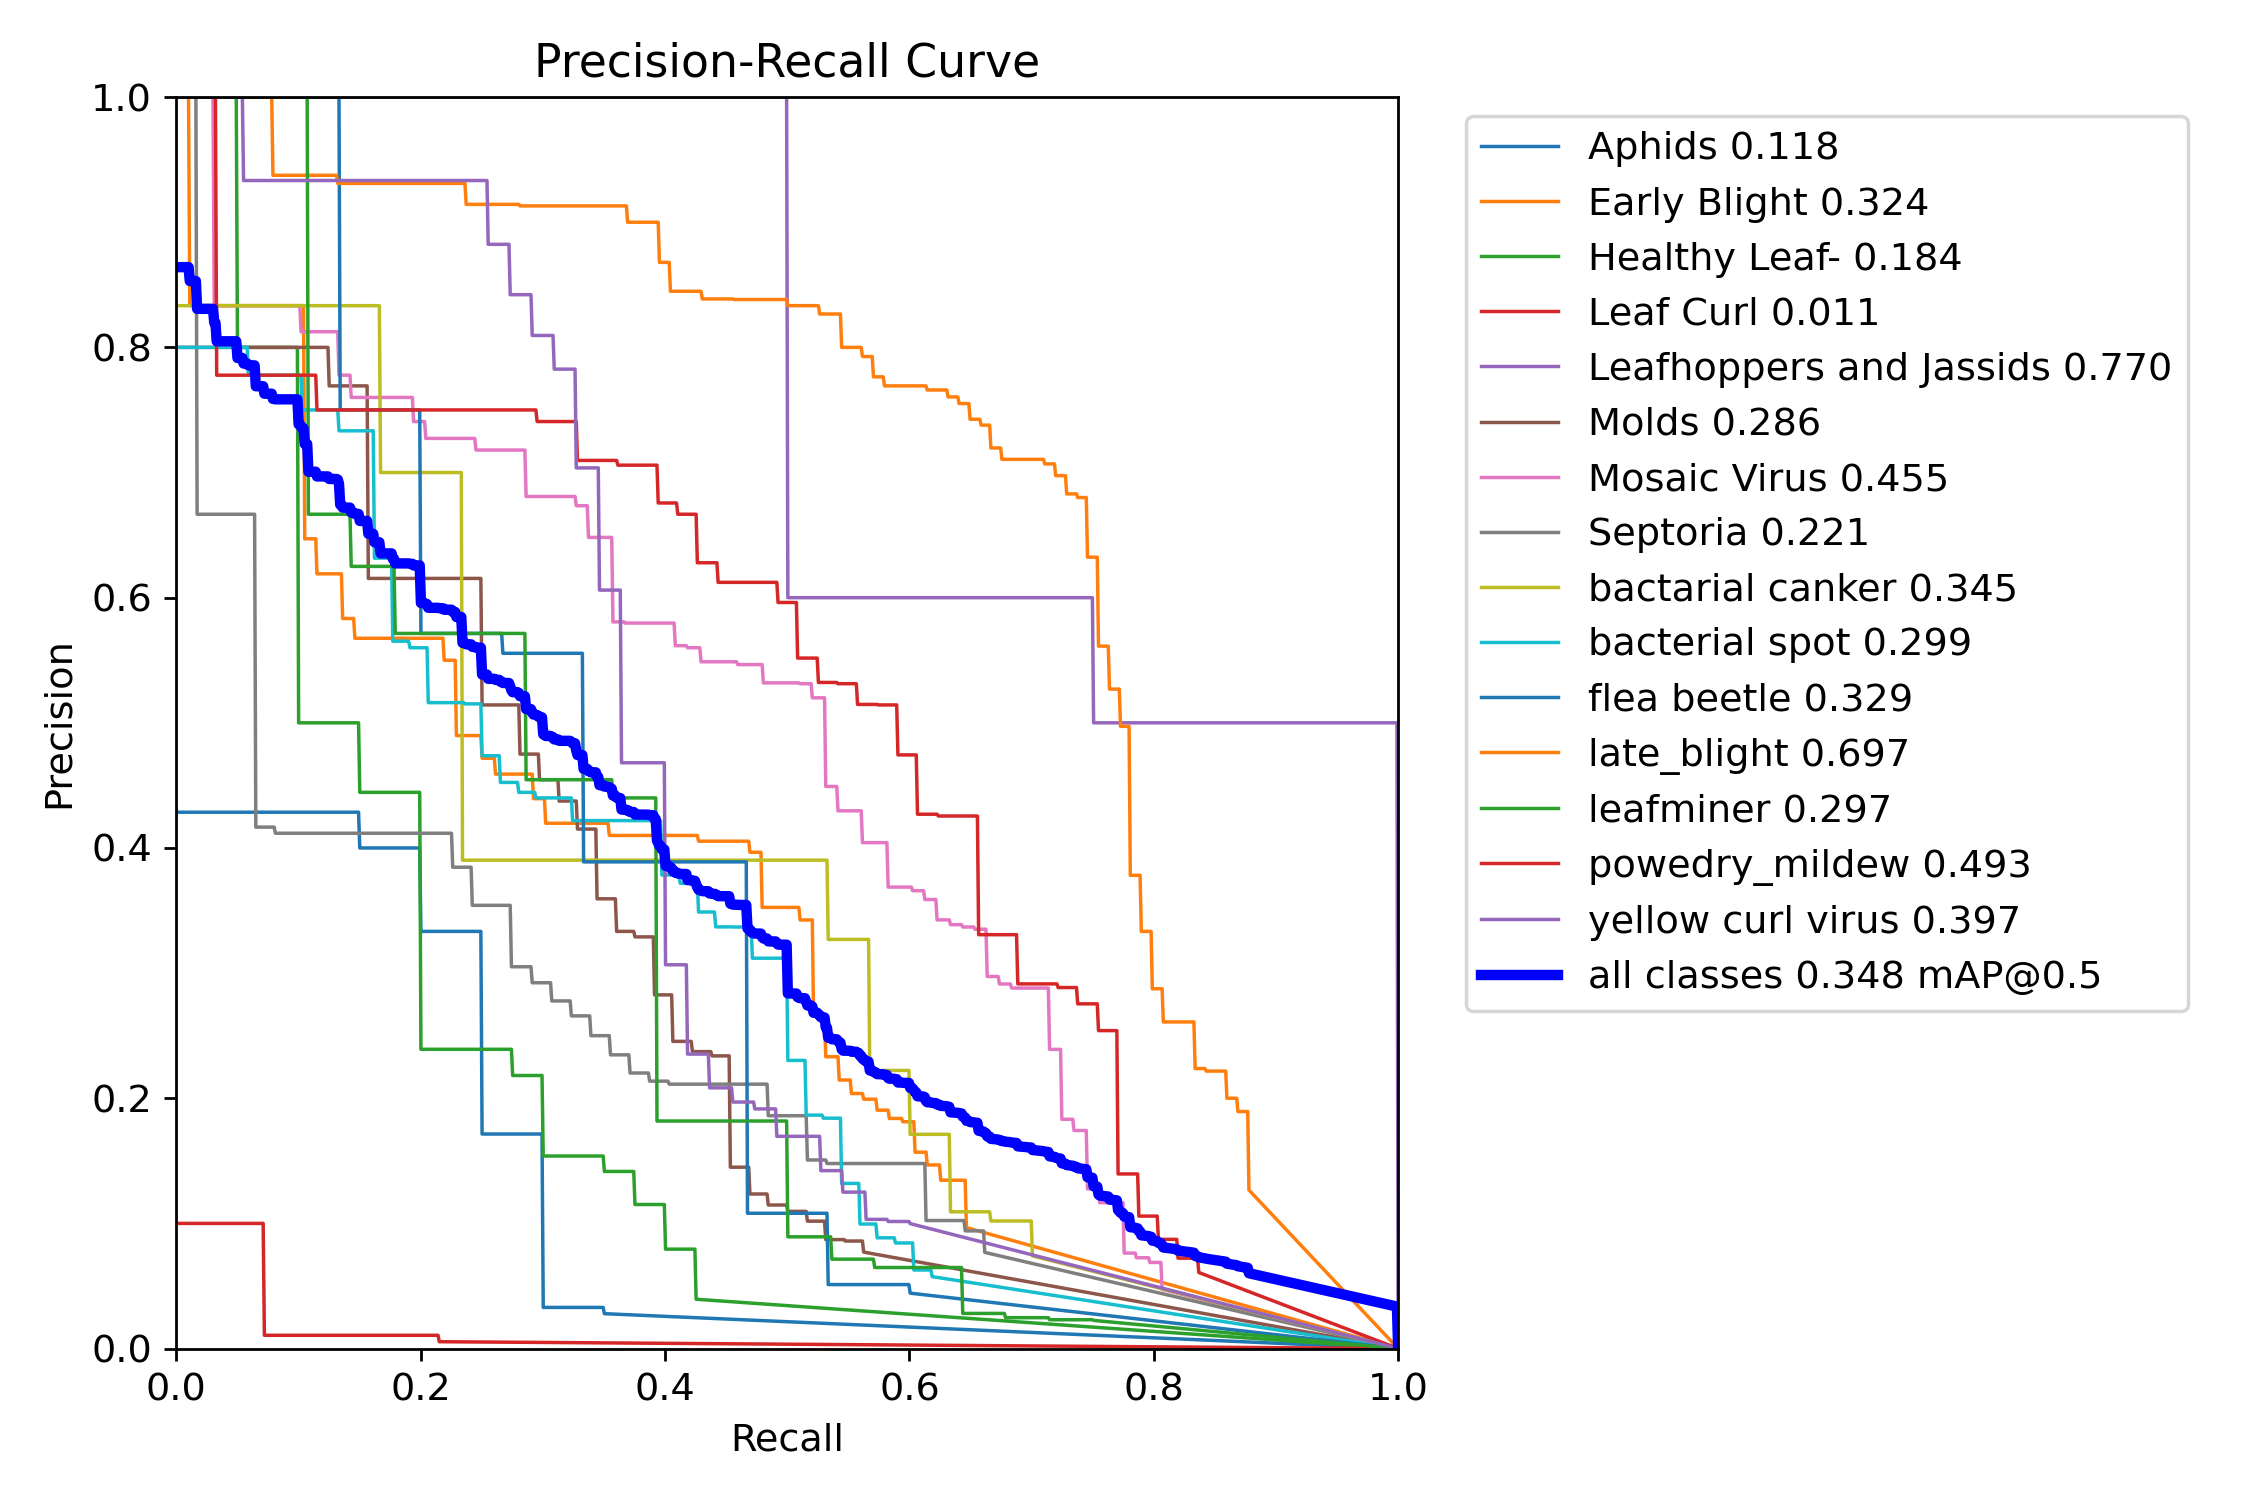 Precision-Recall Curve
1.0
0.8
0.6
0.4
0.2
0.0
Precision
0.0 0.2 0.4 0.6 0.8 1.0
Recall
Aphids 0.118
Early Blight 0.324
Healthy Leaf- 0.184
Leaf Curl 0.011
Leafhoppers and Jassids 0.770
Molds 0.286
Mosaic Virus 0.455
Septoria 0.221
bactarial canker 0.345
bacterial spot 0.299
flea beetle 0.329
late_blight 0.697
leafminer 0.297
powedry_mildew 0.493
yellow curl virus 0.397
all classes 0.348 mAP@0.5